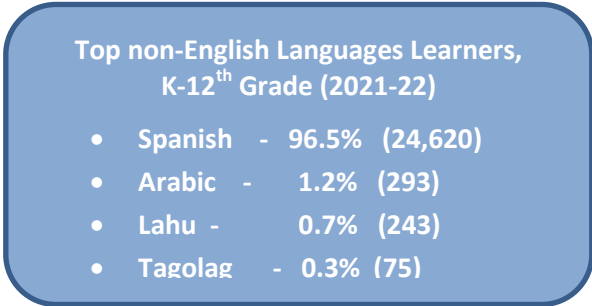 Top non-English Languages Learners,
K-12th Grade (2021-22)
• Spanish - 96.5% (24,620)
• Arabic - 1.2% (293)
• Lahu - 0.7% (243)
• Tagolag - 0.3% (75)